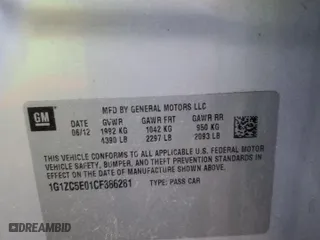 GM
MFD BY GENERAL MOTORS LLC
DATE GVWR GAWR FRT GAWR RR
06/12 1992 KG 1042 KG 950 KG
4390 LB 2297 LB 2093 LB
THIS VEHICLE CONFORMS TO ALL APPLICABLE U.S. FEDERAL MOTOR
VEHICLE SAFETY, BUMPER, AND THEFT PREVENTION STANDARDS
IN EFFECT ON THE DATE OF MANUFACTURE SHOWN ABOVE.
1G1ZC5E01CF386261 TYPE: PASS CAR
DREAMBID